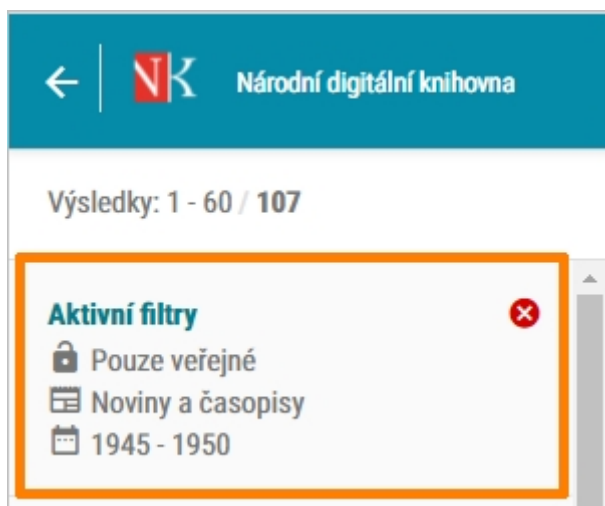 NK Národní digitální knihovna
Výsledky: 1 - 60 / 107
Aktivní filtry
Pouze veřejné
Noviny a časopisy
1945 - 1950